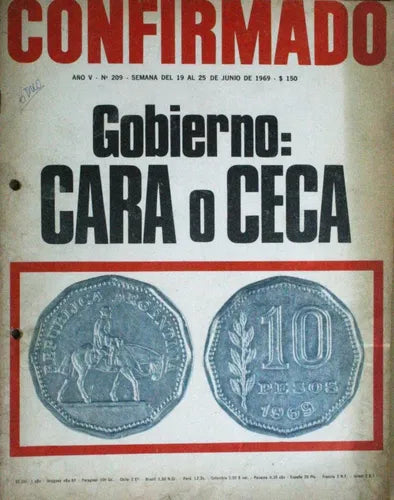 CONFIRMADO
AÑO V - Nº 209 - SEMANA DEL 19 AL 25 DE JUNIO DE 1969 - $ 150
Gobierno:
CARA o CECA
REPUBLICA ARGENTINA
10
PESOS
1969